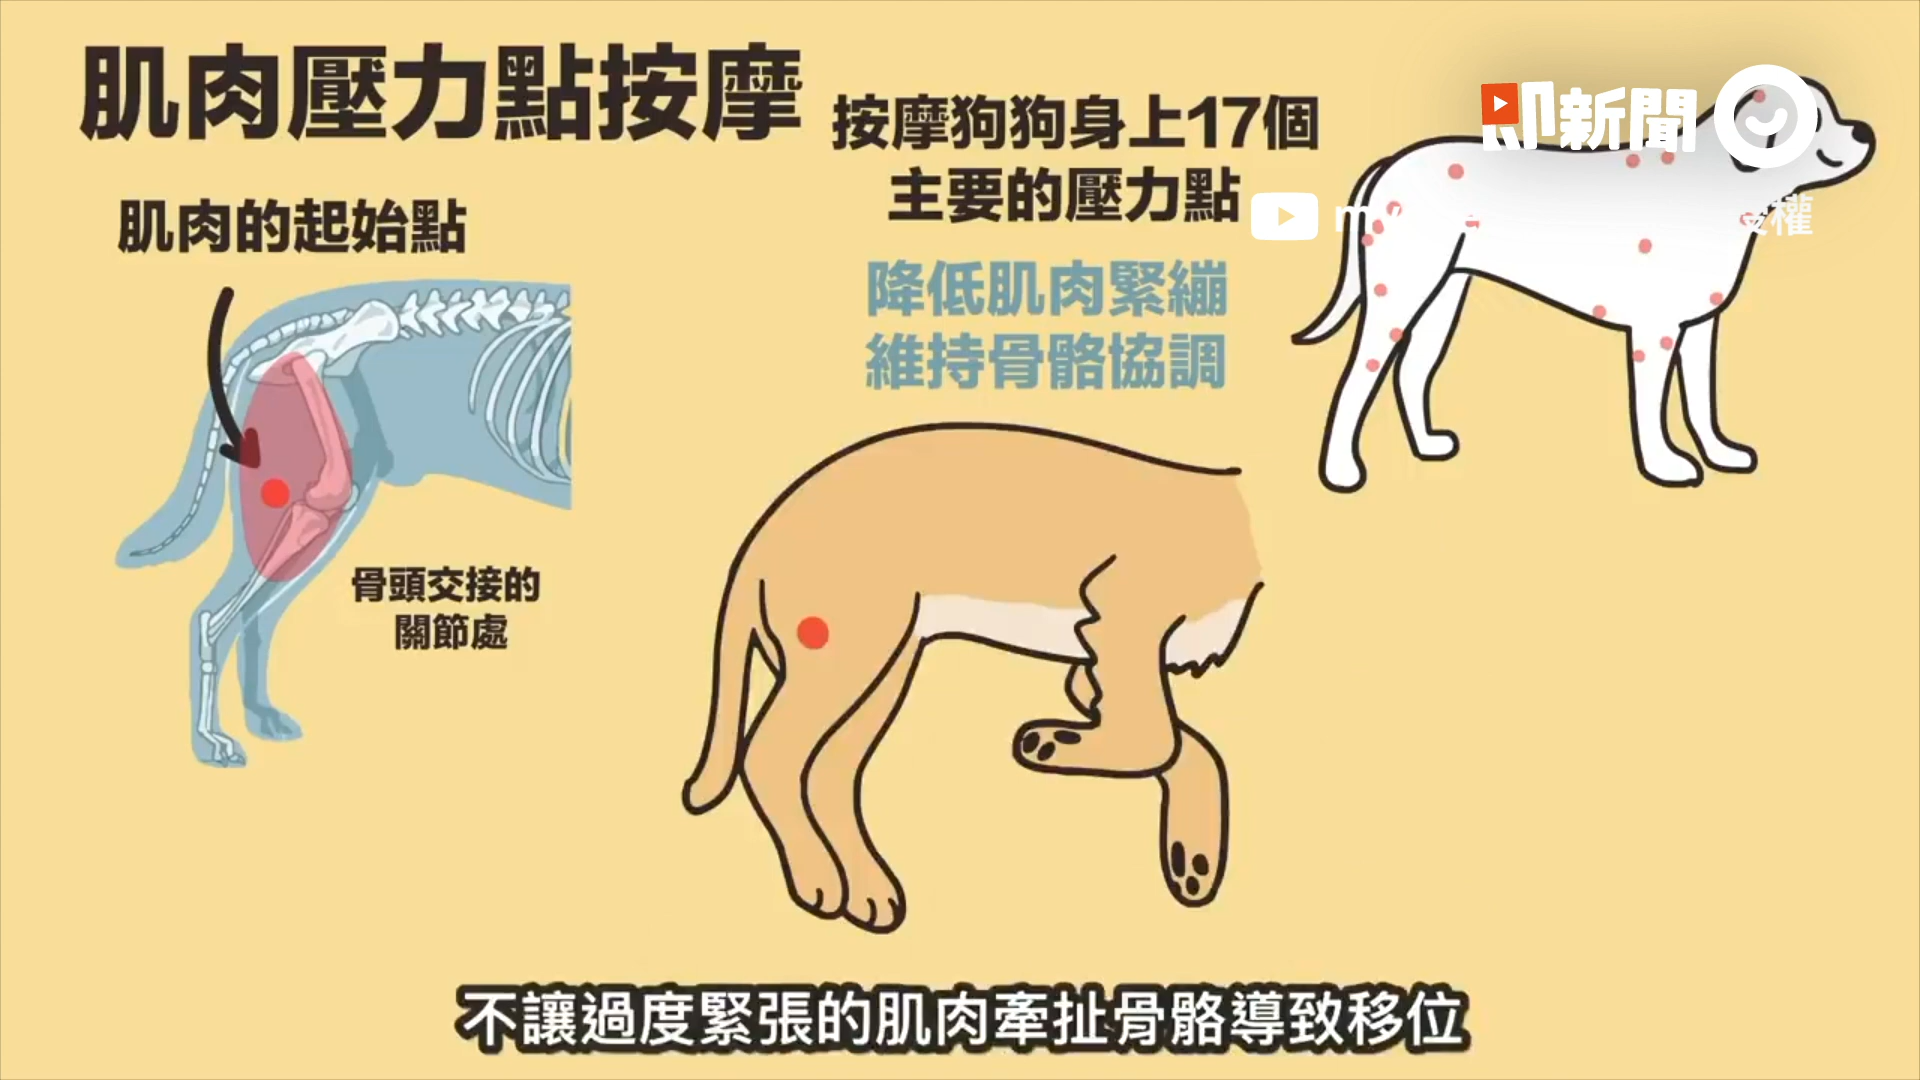 肌肉壓力點按摩
按摩狗狗身上17個
主要的壓力點
即新聞
權
肌肉的起始點
降低肌肉緊繃
維持骨骼協調
骨頭交接的
關節處
不讓過度緊張的肌肉牽扯骨骼導致移位